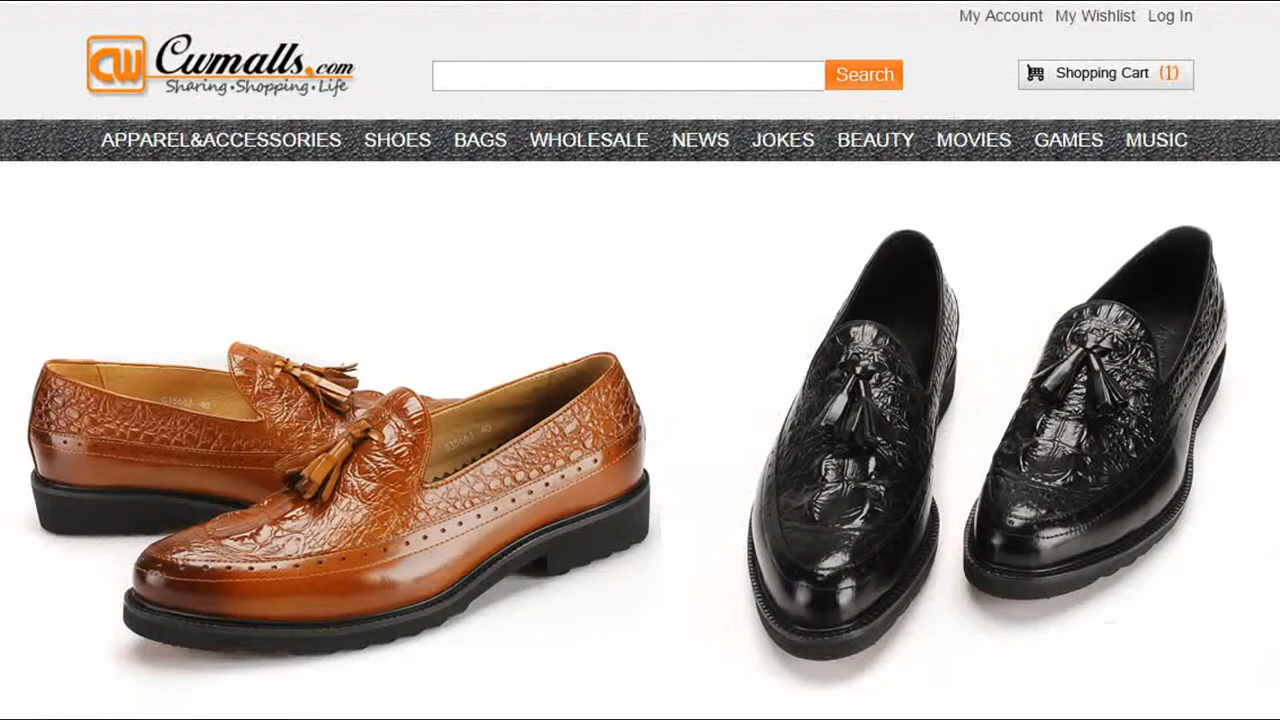 My Account My Wishlist Log In
CW Cwmalls.com
Sharing·Shopping·Life
Search
Shopping Cart (1)
APPAREL&ACCESSORIES SHOES BAGS WHOLESALE NEWS JOKES BEAUTY MOVIES GAMES MUSIC